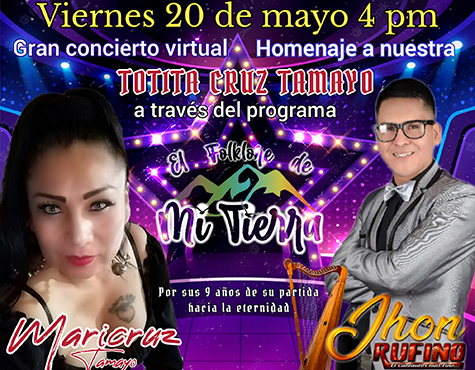 Viernes 20 de mayo 4 pm
Gran concierto virtual Homenaje a nuestra
TOTITA CRUZ TAMAYO
a través del programa
El Folklore de
Mi Tierra
Por sus 9 años de su partida
hacia la eternidad
Maricruz
Tamayo
Jhon
RUFINO